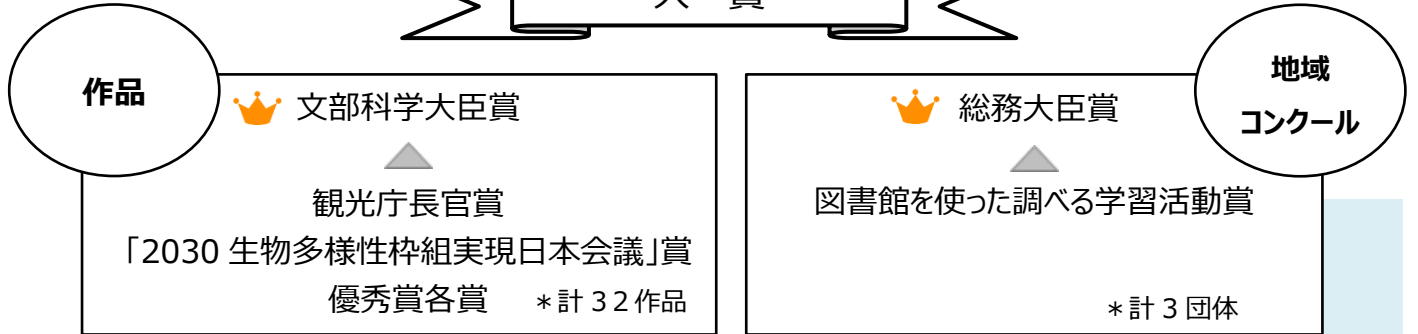 入 賞
作品
文部科学大臣賞
観光庁長官賞
「2030 生物多様性枠組実現日本会議」賞
優秀賞各賞 ＊計３２作品
地域
コンクール
総務大臣賞
図書館を使った調べる学習活動賞
＊計３団体